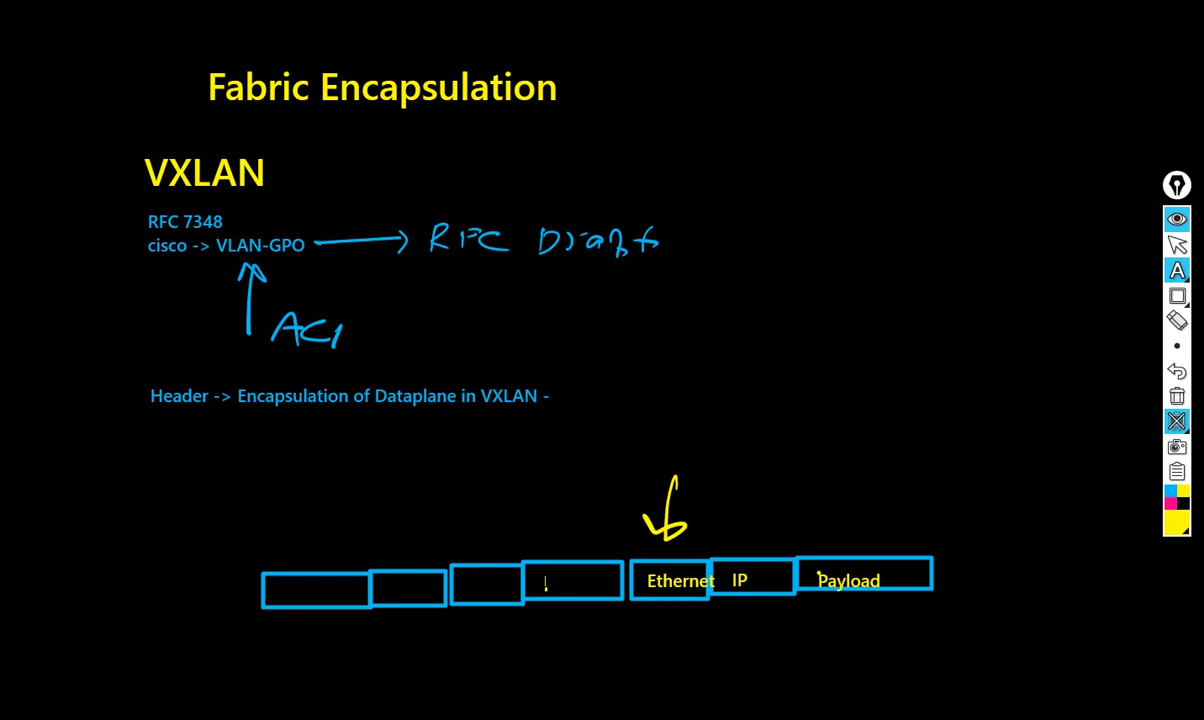 Fabric Encapsulation
VXLAN
RFC 7348
cisco -> VLAN-GPO
RFC Draft
ACI
Header -> Encapsulation of Dataplane in VXLAN -
Ethernet IP Payload